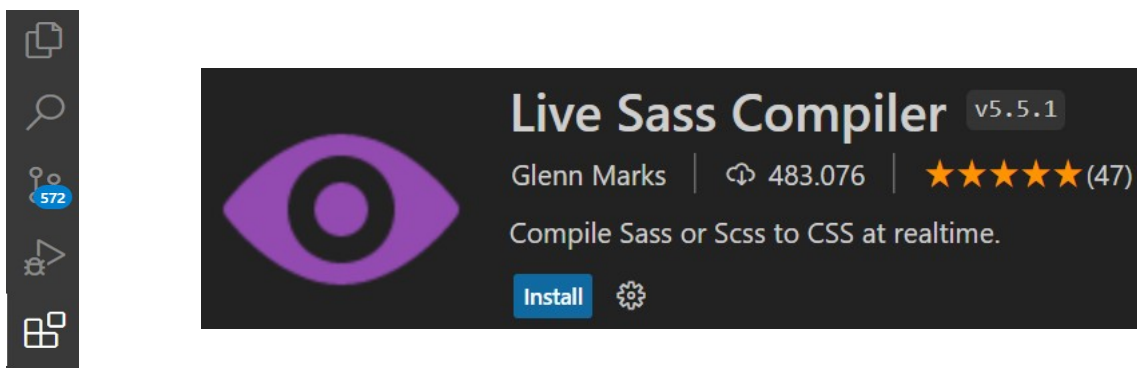 572
Live Sass Compiler v5.5.1
Glenn Marks 483.076 (47)
Compile Sass or Scss to CSS at realtime.
Install